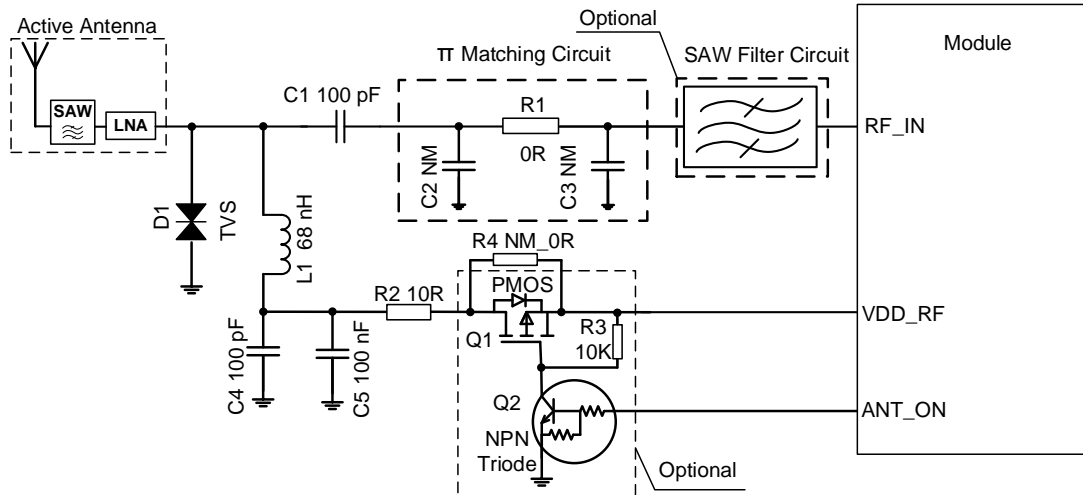 Active Antenna
SAW
LNA
C1 100 pF
π Matching Circuit
R1
0R
C2 NM
C3 NM
Optional
SAW Filter Circuit
Module
RF_IN
D1
TVS
L1 68 nH
R4 NM_0R
PMOS
R2 10R
Q1
R3
10K
VDD_RF
C4 100 pF
C5 100 nF
Q2
NPN
Triode
ANT_ON
Optional